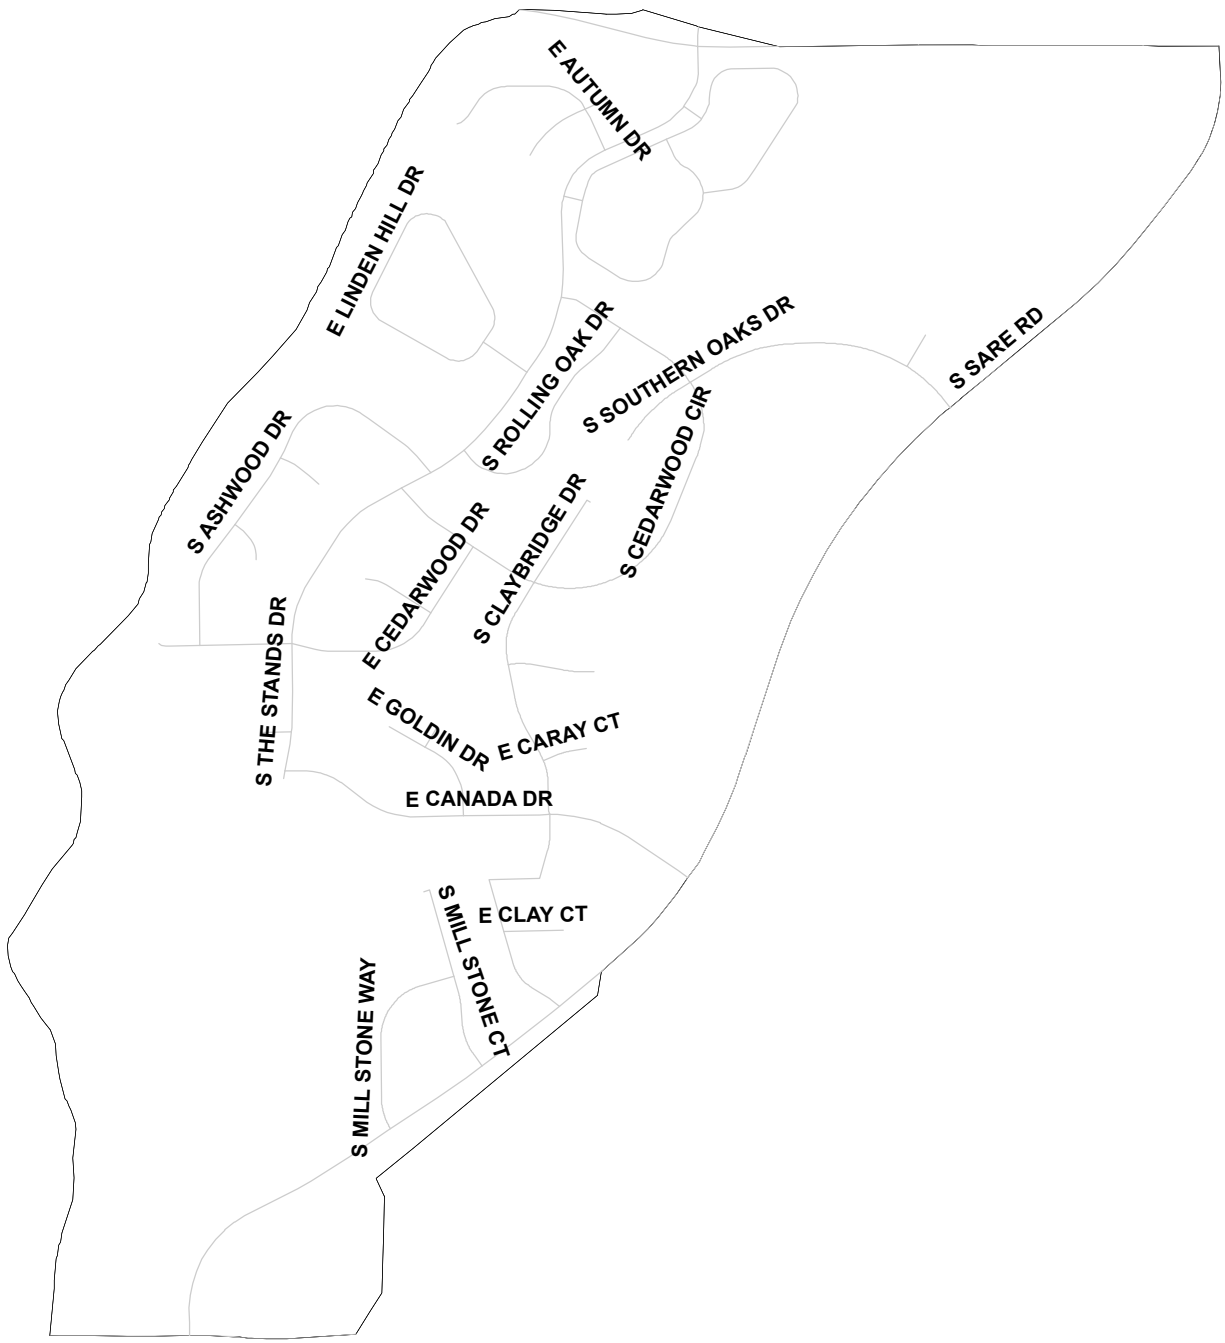 E AUTUMN DR
E LINDEN HILL DR
S ROLLING OAK DR
S SOUTHERN OAKS DR
S SARE RD
S ASHWOOD DR
S CEDARWOOD CIR
E CEDARWOOD DR
S CLAYBRIDGE DR
S THE STANDS DR
E GOLDIN DR
E CARAY CT
E CANADA DR
S MILL STONE CT
E CLAY CT
S MILL STONE WAY